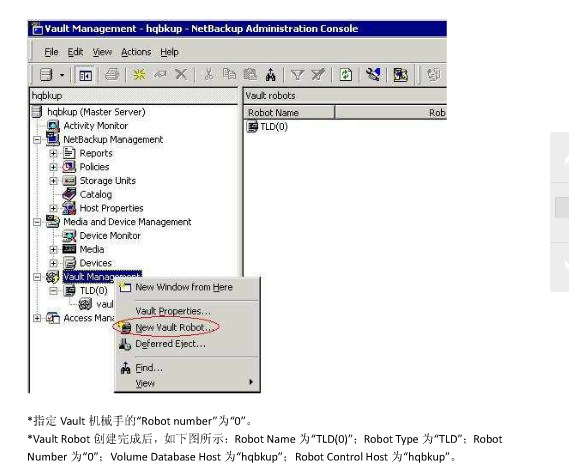 Vault Management - hqbkup - NetBackup Administration Console
File Edit View Actions Help
hqbkup
Vault robots
hqbkup (Master Server)
Robot Name Rob
Activity Monitor
TLD(0)
NetBackup Management
Reports
Policies
Storage Units
Catalog
Host Properties
Media and Device Management
Device Monitor
Media
Devices
Vault Management
New Window from Here
TLD(0)
vaul
Vault Properties...
Access Mana
New Vault Robot...
Deferred Eject...
Find...
View
*指定 Vault 机械手的“Robot number”为“0”。
*Vault Robot 创建完成后，如下图所示：Robot Name 为“TLD(0)”；Robot Type 为“TLD”；Robot
Number 为“0”；Volume Database Host 为“hqbkup”；Robot Control Host 为“hqbkup”。